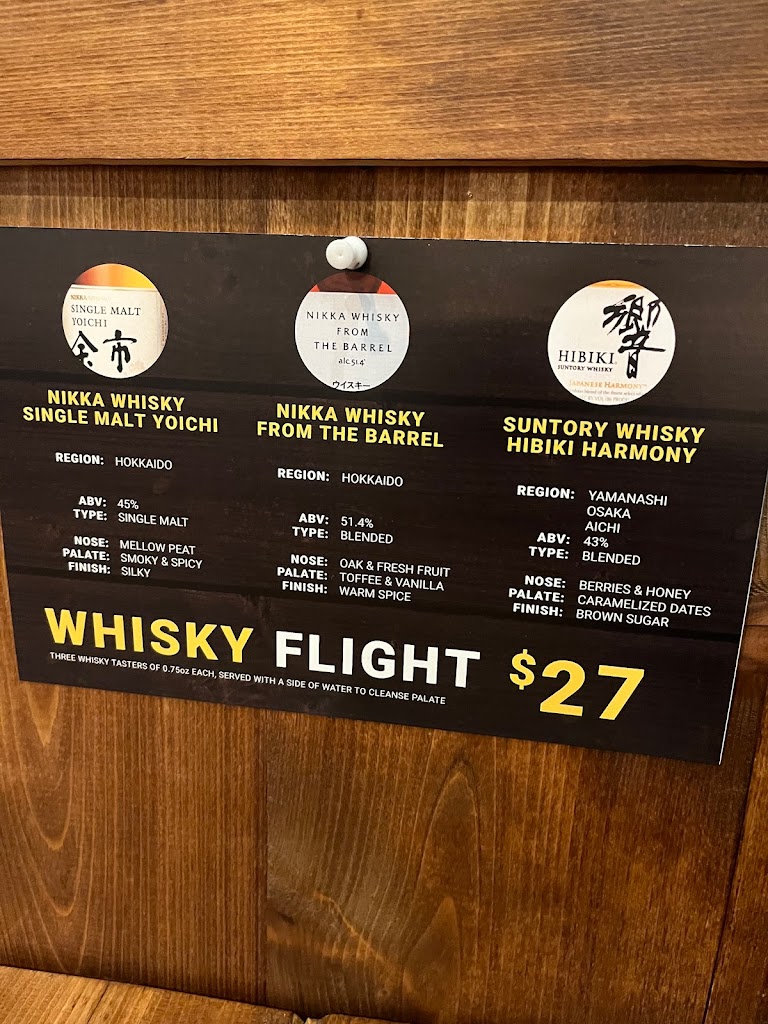 NIKKA WHISKY
SINGLE MALT
YOICHI
余市
NIKKA WHISKY
SINGLE MALT YOICHI
REGION: HOKKAIDO
ABV: 45%
TYPE: SINGLE MALT
NOSE: MELLOW PEAT
PALATE: SMOKY & SPICY
FINISH: SILKY
NIKKA WHISKY
FROM
THE BARREL
alc.51.4°
ウイスキー
NIKKA WHISKY
FROM THE BARREL
REGION: HOKKAIDO
ABV: 51.4%
TYPE: BLENDED
NOSE: OAK & FRESH FRUIT
PALATE: TOFFEE & VANILLA
FINISH: WARM SPICE
響
HIBIKI
SUNTORY WHISKY
JAPANESE HARMONY™
SUNTORY WHISKY
HIBIKI HARMONY
REGION: YAMANASHI
OSAKA
AICHI
ABV: 43%
TYPE: BLENDED
NOSE: BERRIES & HONEY
PALATE: CARAMELIZED DATES
FINISH: BROWN SUGAR
WHISKY FLIGHT $27
THREE WHISKY TASTERS OF 0.75oz EACH, SERVED WITH A SIDE OF WATER TO CLEANSE PALATE